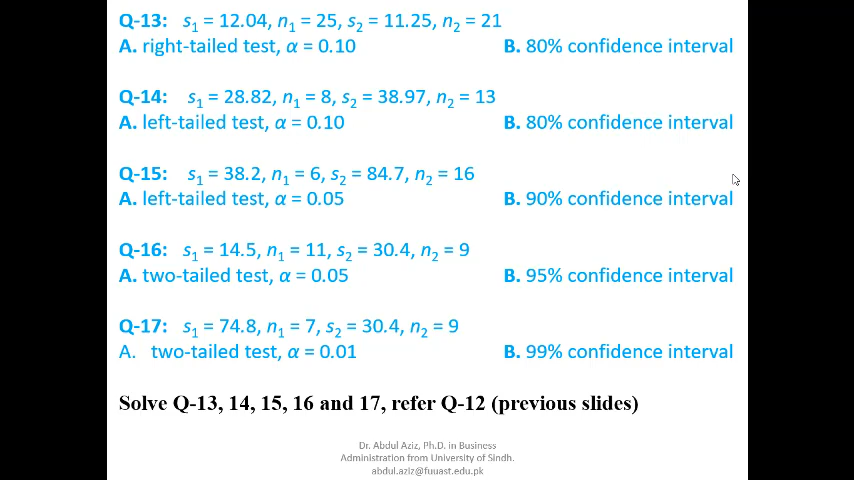 Q-13: s₁ = 12.04, n₁ = 25, s₂ = 11.25, n₂ = 21
A. right-tailed test, α = 0.10 B. 80% confidence interval
Q-14: s₁ = 28.82, n₁ = 8, s₂ = 38.97, n₂ = 13
A. left-tailed test, α = 0.10 B. 80% confidence interval
Q-15: s₁ = 38.2, n₁ = 6, s₂ = 84.7, n₂ = 16
A. left-tailed test, α = 0.05 B. 90% confidence interval
Q-16: s₁ = 14.5, n₁ = 11, s₂ = 30.4, n₂ = 9
A. two-tailed test, α = 0.05 B. 95% confidence interval
Q-17: s₁ = 74.8, n₁ = 7, s₂ = 30.4, n₂ = 9
A. two-tailed test, α = 0.01 B. 99% confidence interval
Solve Q-13, 14, 15, 16 and 17, refer Q-12 (previous slides)
Dr. Abdul Aziz, Ph.D. in Business
Administration from University of Sindh.
abdul.aziz@fuuast.edu.pk